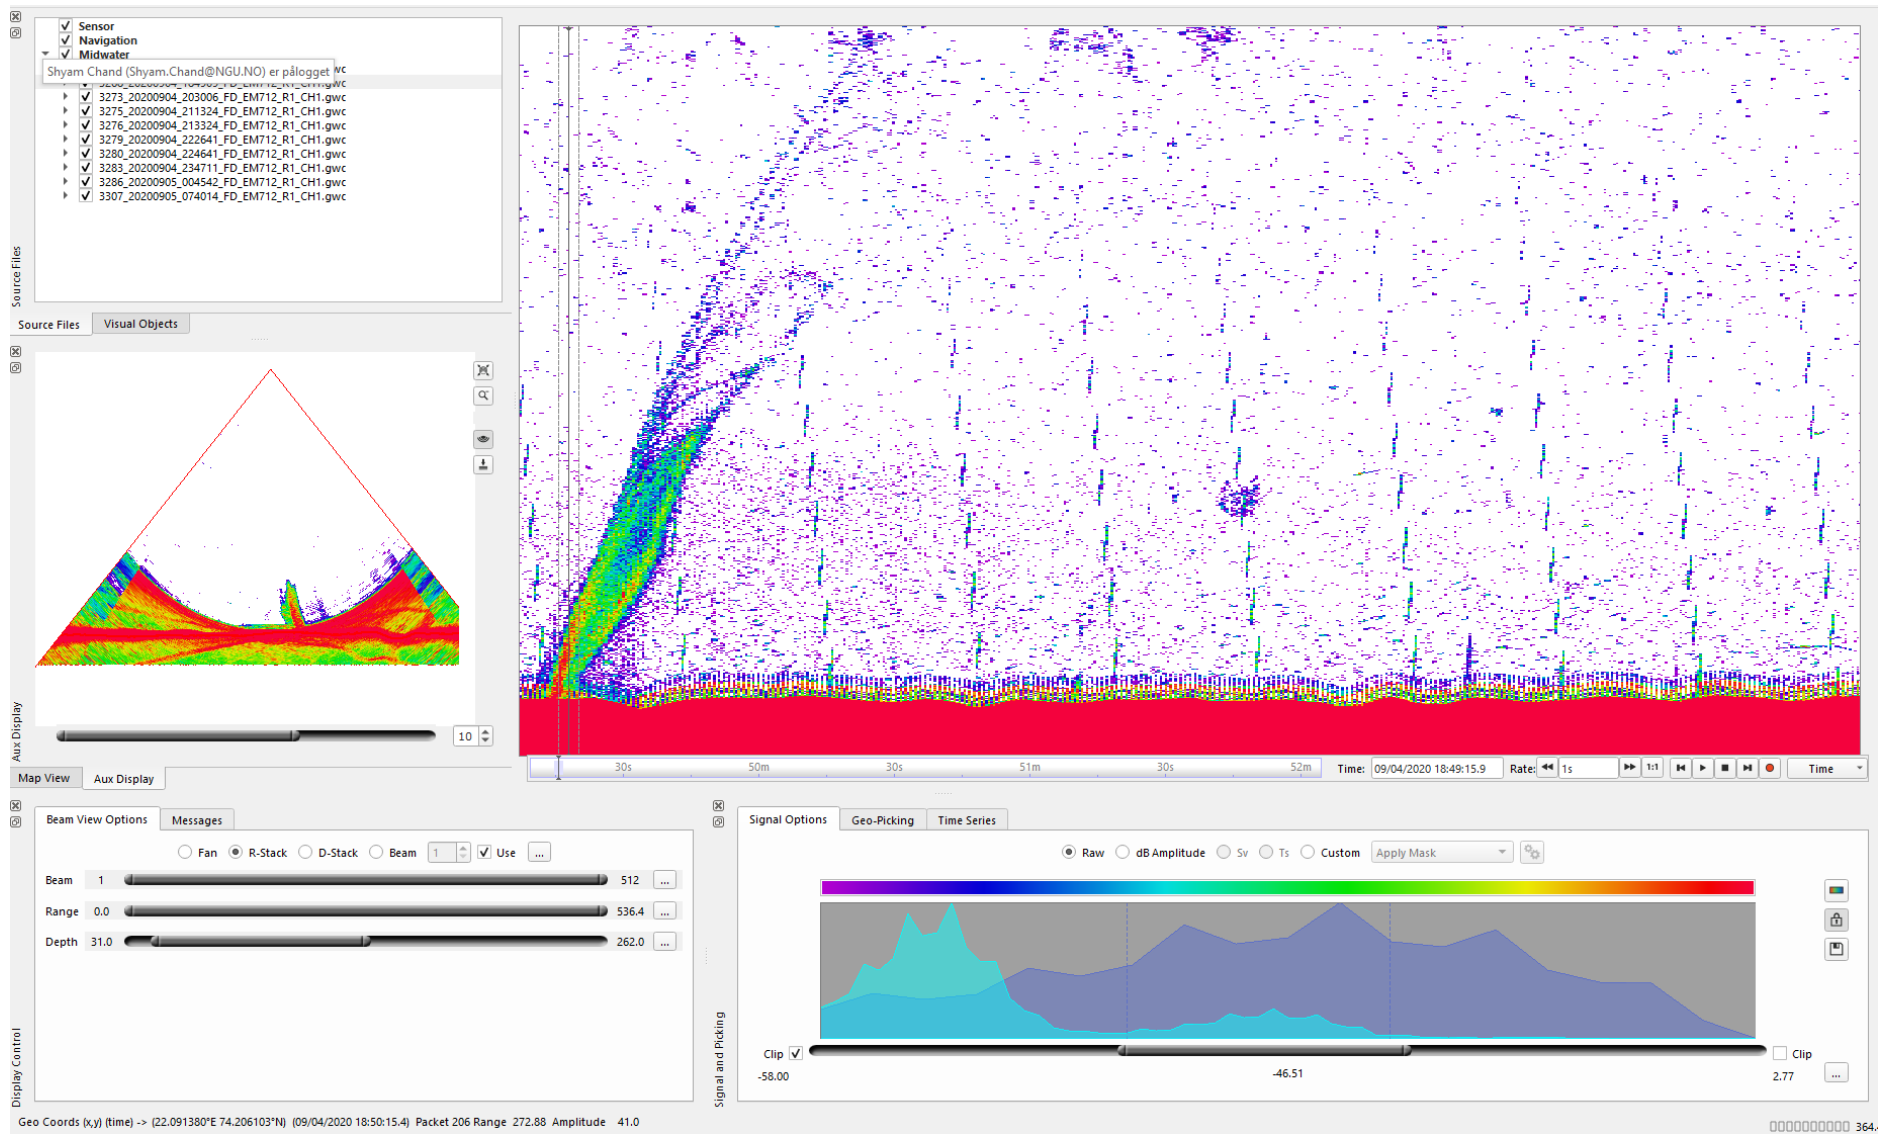 Sensor
Navigation
Midwater
Shyam Chand (Shyam.Chand@NGU.NO) er pålogget
wc
3273_20200904_203006_FD_EM712_R1_CH1.gwc
3275_20200904_211324_FD_EM712_R1_CH1.gwc
3276_20200904_213324_FD_EM712_R1_CH1.gwc
3279_20200904_222641_FD_EM712_R1_CH1.gwc
3280_20200904_224641_FD_EM712_R1_CH1.gwc
3283_20200904_234711_FD_EM712_R1_CH1.gwc
3286_20200905_004542_FD_EM712_R1_CH1.gwc
3307_20200905_074014_FD_EM712_R1_CH1.gwc
Source Files
Source Files Visual Objects
10
Aux Display
Map View Aux Display
30s 50m 30s 51m 30s 52m Time: 09/04/2020 18:49:15.9 Rate: 1s 1:1 Time
Beam View Options Messages
Fan R-Stack D-Stack Beam 1 Use ...
Beam 1 512 ...
Range 0.0 536.4 ...
Depth 31.0 262.0 ...
Display Control
Signal Options Geo-Picking Time Series
Raw dB Amplitude Sv Ts Custom Apply Mask
Clip Clip
-58.00 -46.51 2.77 ...
Signal and Picking
Geo Coords (x,y) (time) -> (22.091380°E 74.206103°N) (09/04/2020 18:50:15.4) Packet 206 Range 272.88 Amplitude 41.0
364.